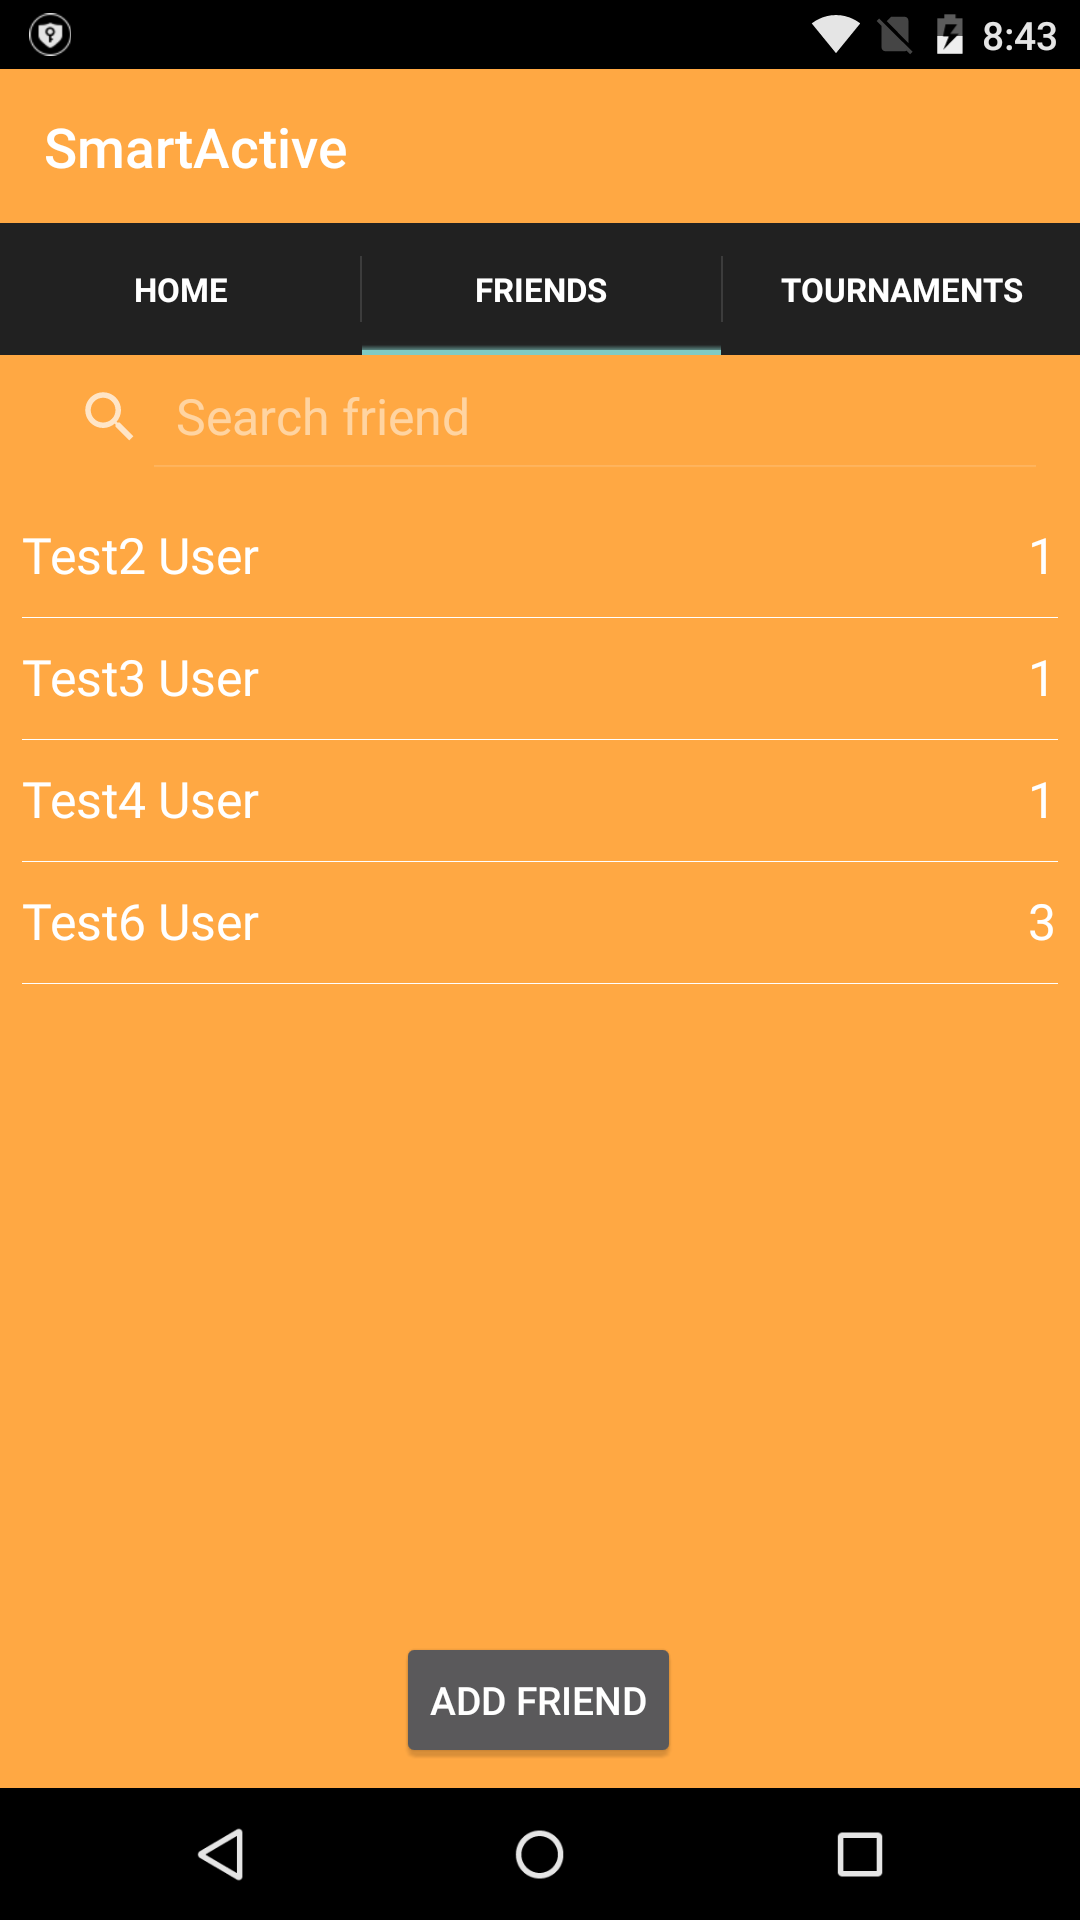 8:43
SmartActive
HOME FRIENDS TOURNAMENTS
Search friend
Test2 User 1
Test3 User 1
Test4 User 1
Test6 User 3
ADD FRIEND